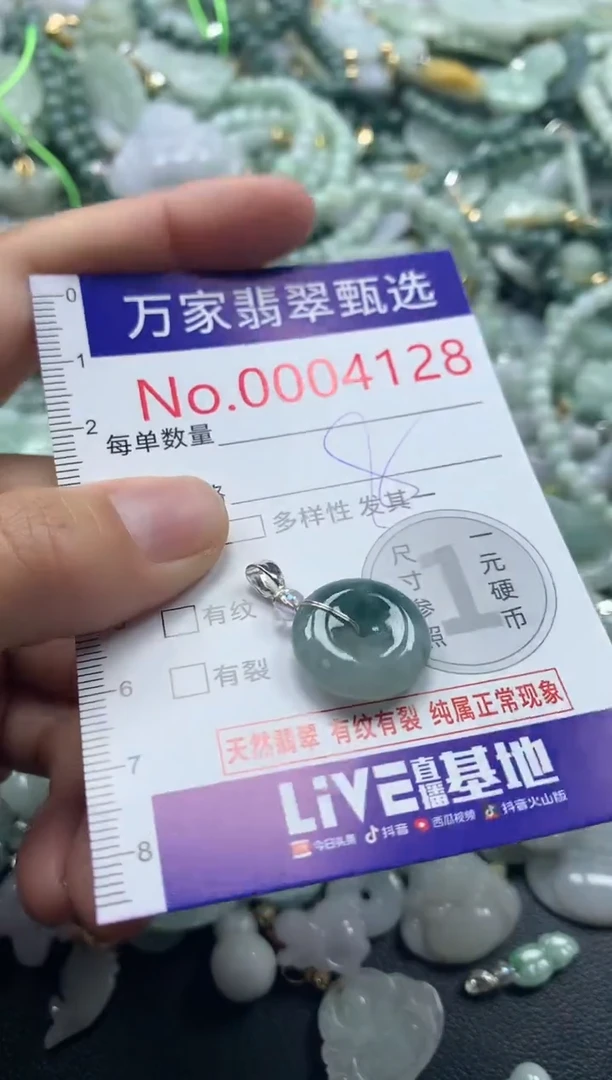 万家翡翠甄选
No.0004128
每单数量
8
多样性 发其一
一元硬币
尺寸参照
1
有纹
有裂
天然翡翠 有纹有裂 纯属正常现象
LiVE直播基地
今日头条 抖音 西瓜视频 抖音火山版
0
1
2
6
7
8